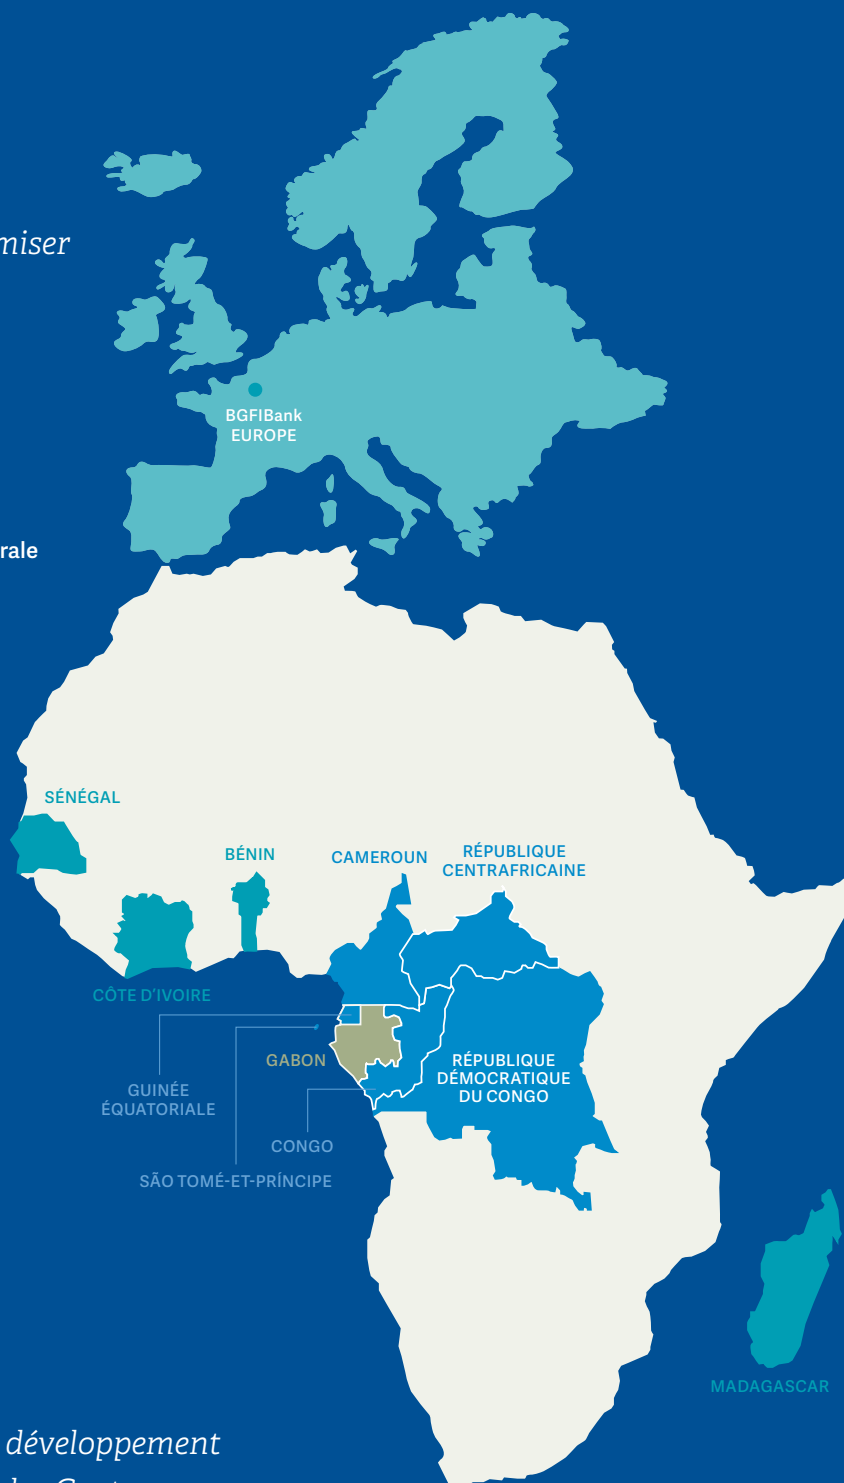 miser
BGFIBank
EUROPE
rale
SÉNÉGAL
BÉNIN
CAMEROUN
RÉPUBLIQUE
CENTRAFRICAINE
CÔTE D'IVOIRE
GABON
RÉPUBLIQUE
DÉMOCRATIQUE
DU CONGO
GUINÉE
ÉQUATORIALE
CONGO
SÃO TOMÉ-ET-PRÍNCIPE
MADAGASCAR
développement